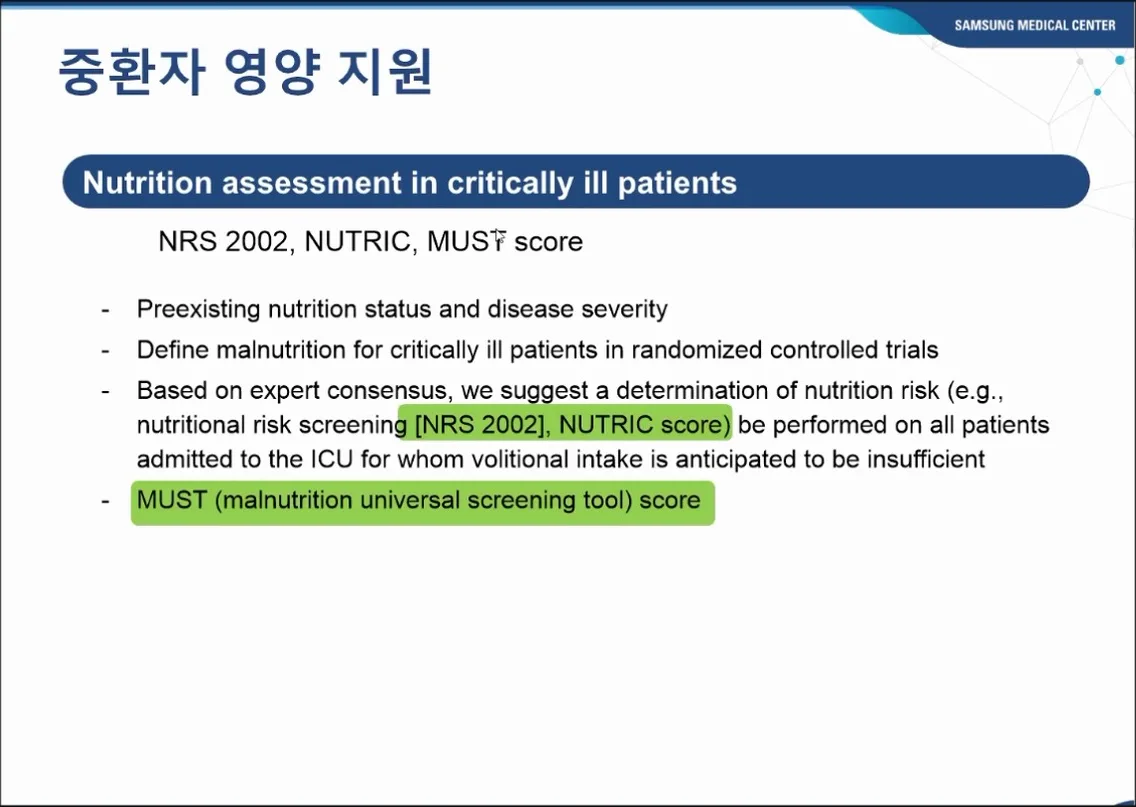 SAMSUNG MEDICAL CENTER
중환자 영양 지원
Nutrition assessment in critically ill patients
NRS 2002, NUTRIC, MUST score
- Preexisting nutrition status and disease severity
- Define malnutrition for critically ill patients in randomized controlled trials
- Based on expert consensus, we suggest a determination of nutrition risk (e.g.,
nutritional risk screening [NRS 2002], NUTRIC score) be performed on all patients
admitted to the ICU for whom volitional intake is anticipated to be insufficient
- MUST (malnutrition universal screening tool) score